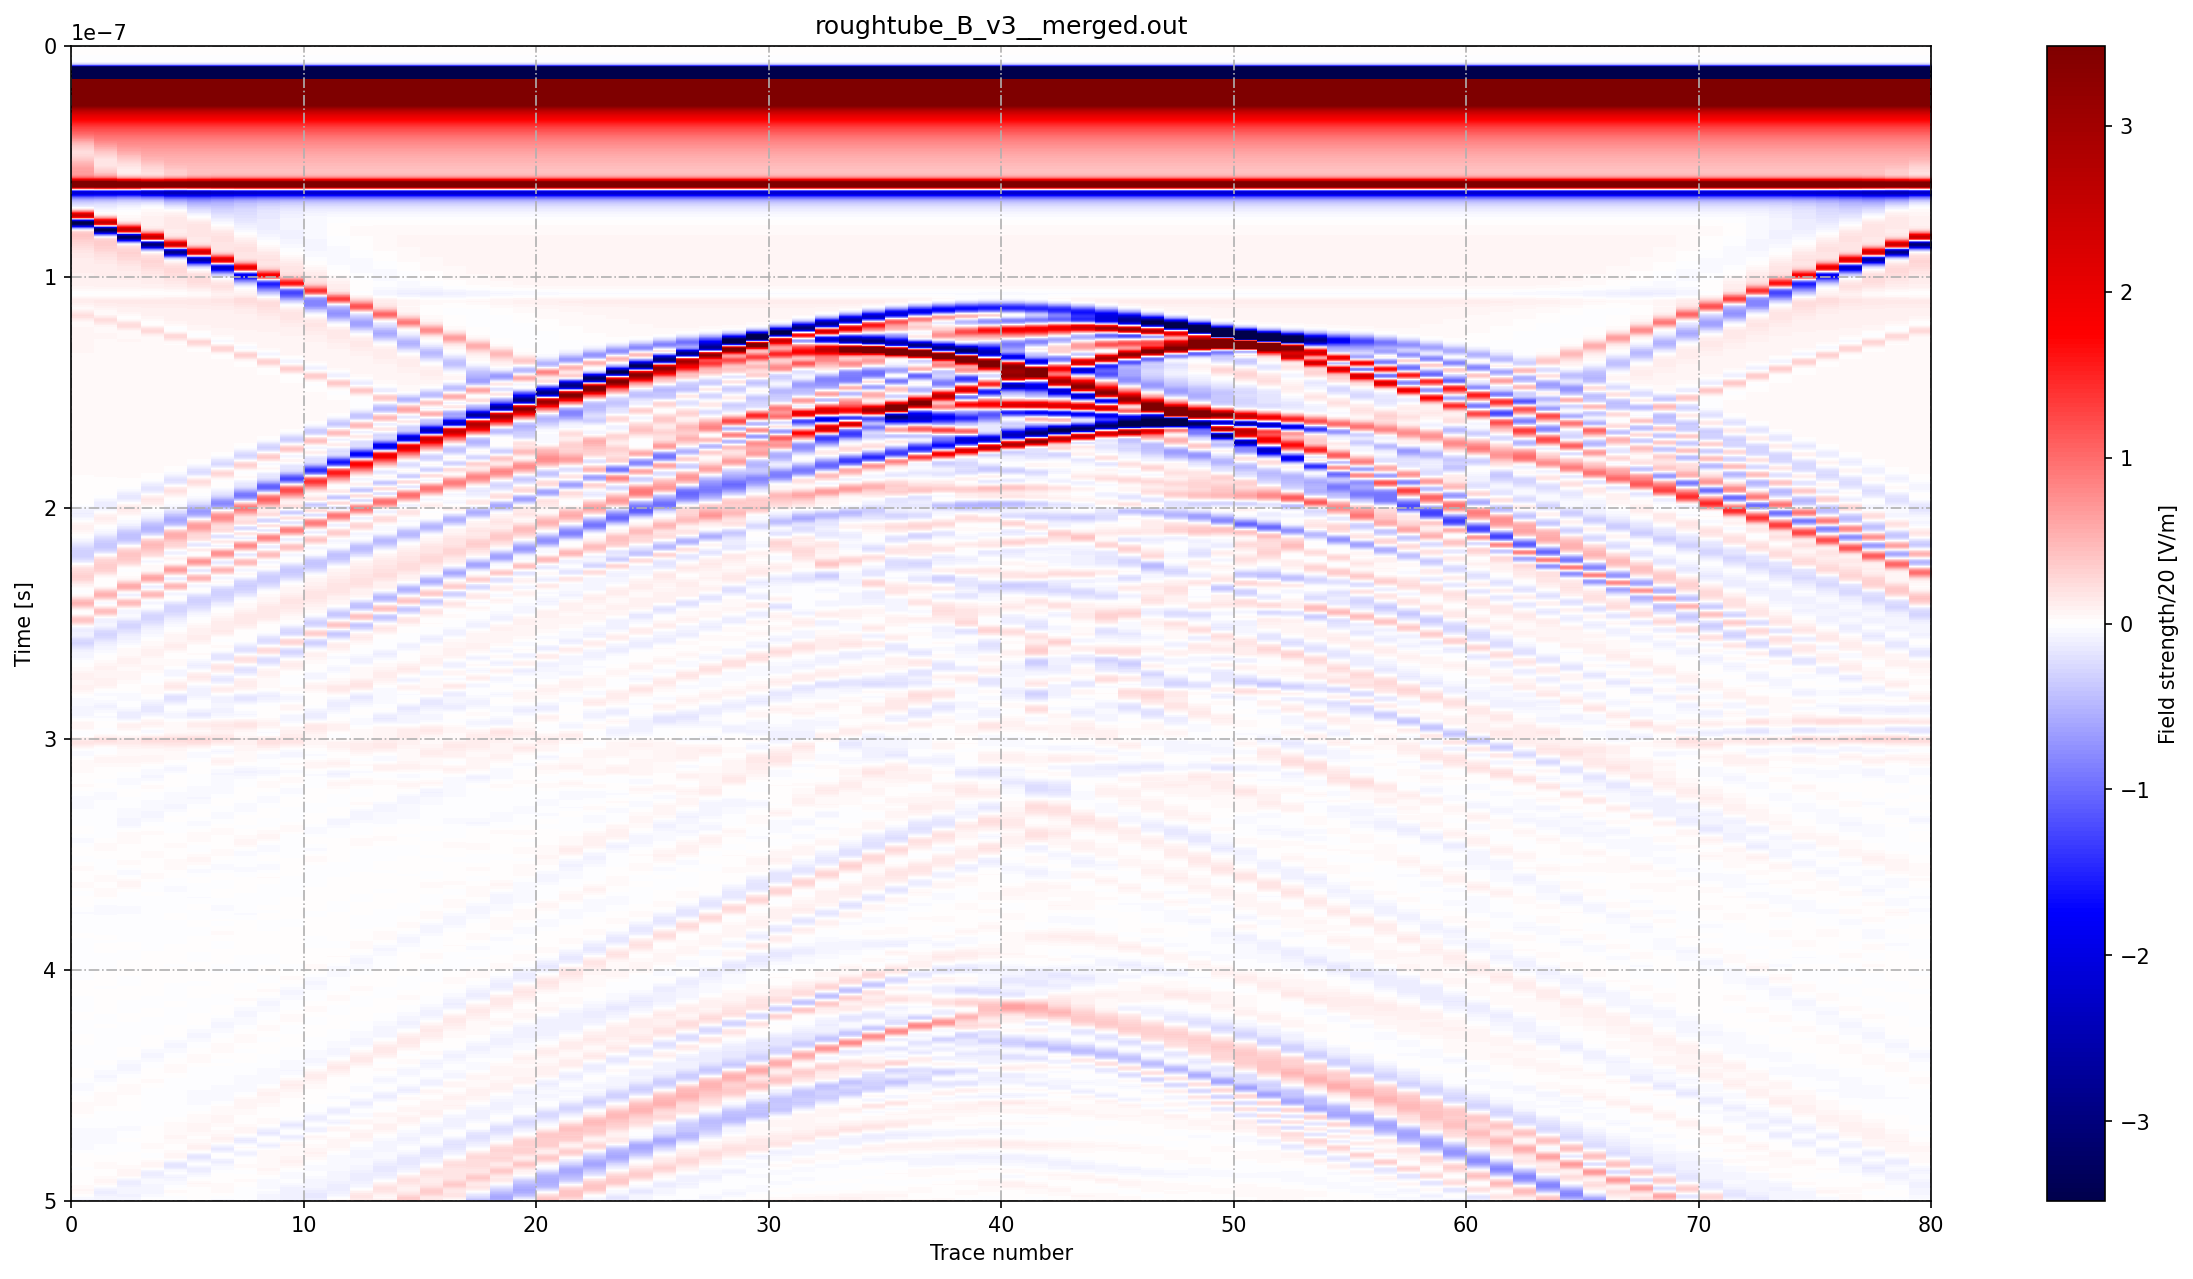 roughtube_B_v3__merged.out
1e−7
0
1
2
3
4
5
Time [s]
0 10 20 30 40 50 60 70 80
Trace number
3
2
1
0
−1
−2
−3
Field strength/20 [V/m]